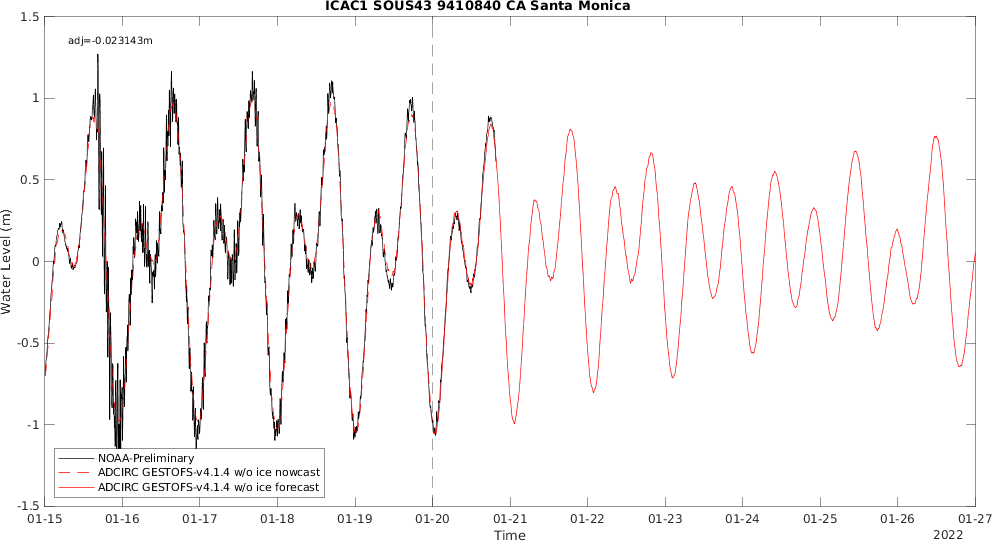 ICAC1 SOUS43 9410840 CA Santa Monica
adj=-0.023143m
1.5
1
0.5
0
-0.5
-1
-1.5
Water Level (m)
NOAA-Preliminary
ADCIRC GESTOFS-v4.1.4 w/o ice nowcast
ADCIRC GESTOFS-v4.1.4 w/o ice forecast
01-15 01-16 01-17 01-18 01-19 01-20 01-21 01-22 01-23 01-24 01-25 01-26 01-27
Time
2022